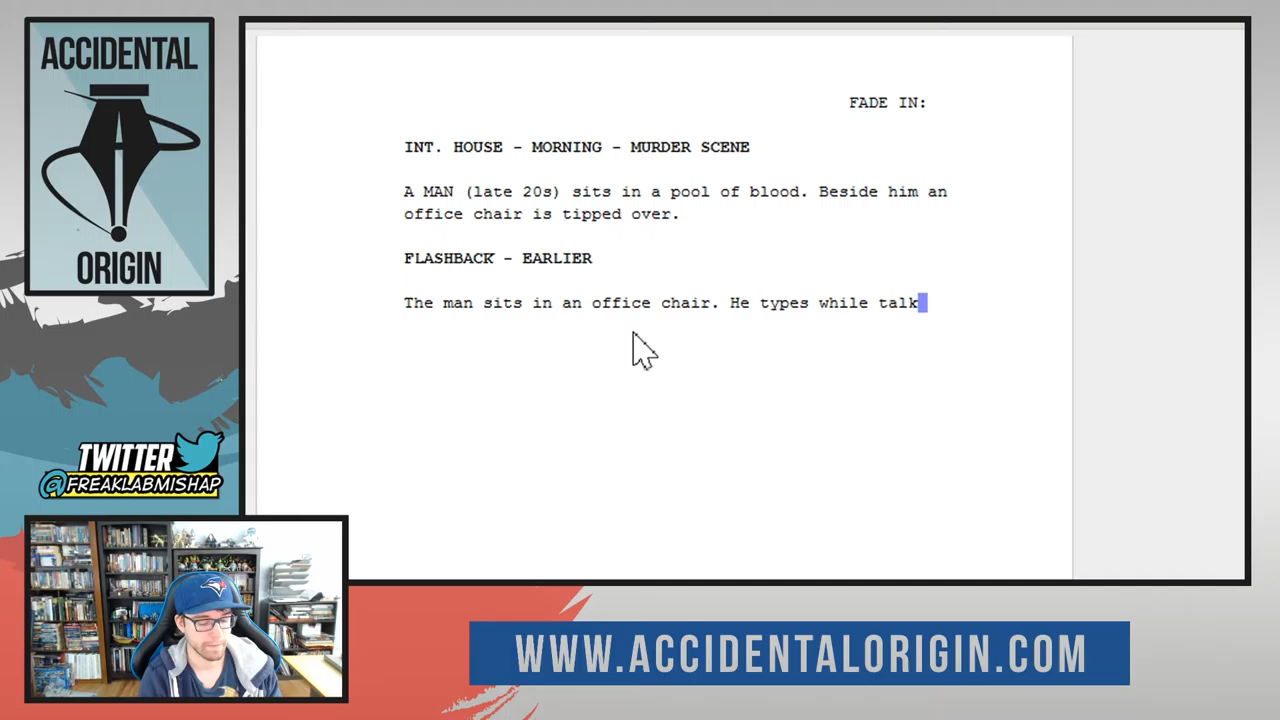 ACCIDENTAL
ORIGIN
FADE IN:
INT. HOUSE - MORNING - MURDER SCENE
A MAN (late 20s) sits in a pool of blood. Beside him an
office chair is tipped over.
FLASHBACK - EARLIER
The man sits in an office chair. He types while talk
TWITTER
@FREAKLABMISHAP
WWW.ACCIDENTALORIGIN.COM